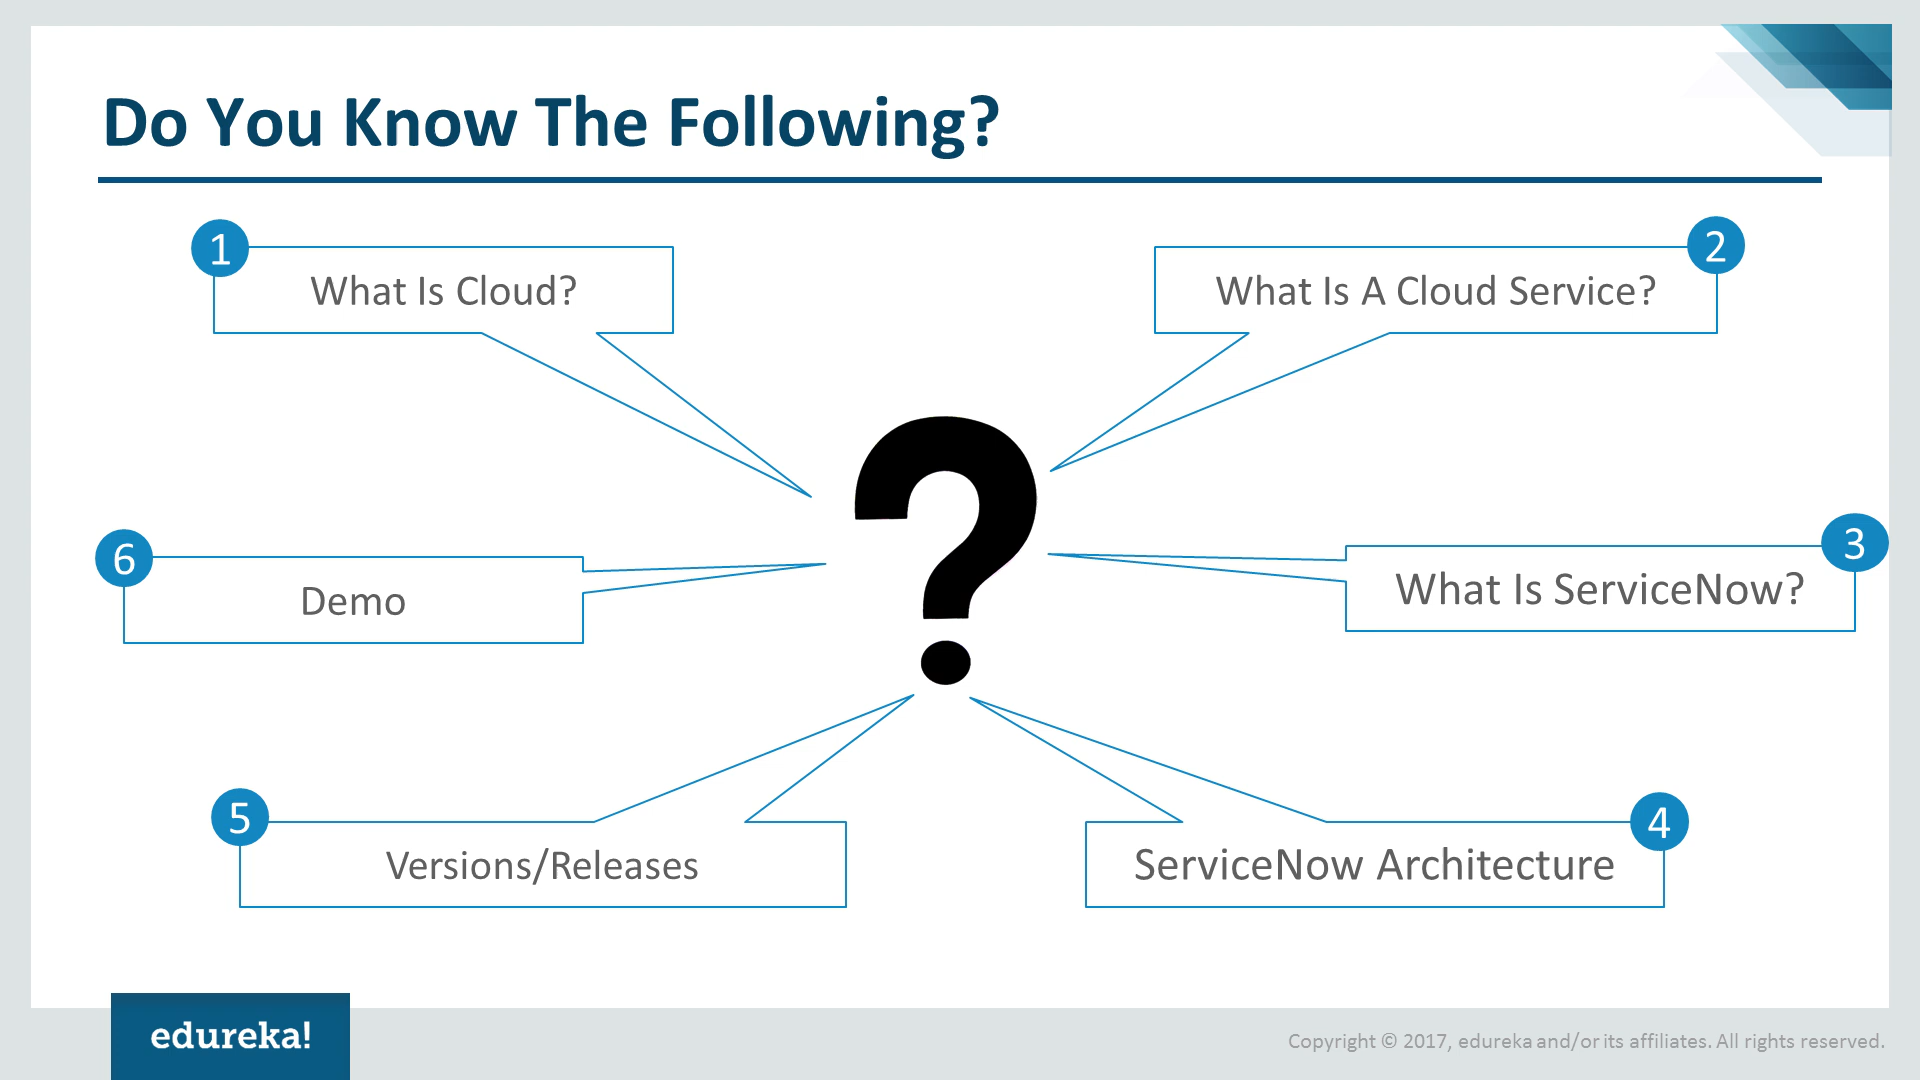 Do You Know The Following?
1
What Is Cloud?
2
What Is A Cloud Service?
3
What Is ServiceNow?
4
ServiceNow Architecture
5
Versions/Releases
6
Demo
?
edureka!
Copyright © 2017, edureka and/or its affiliates. All rights reserved.